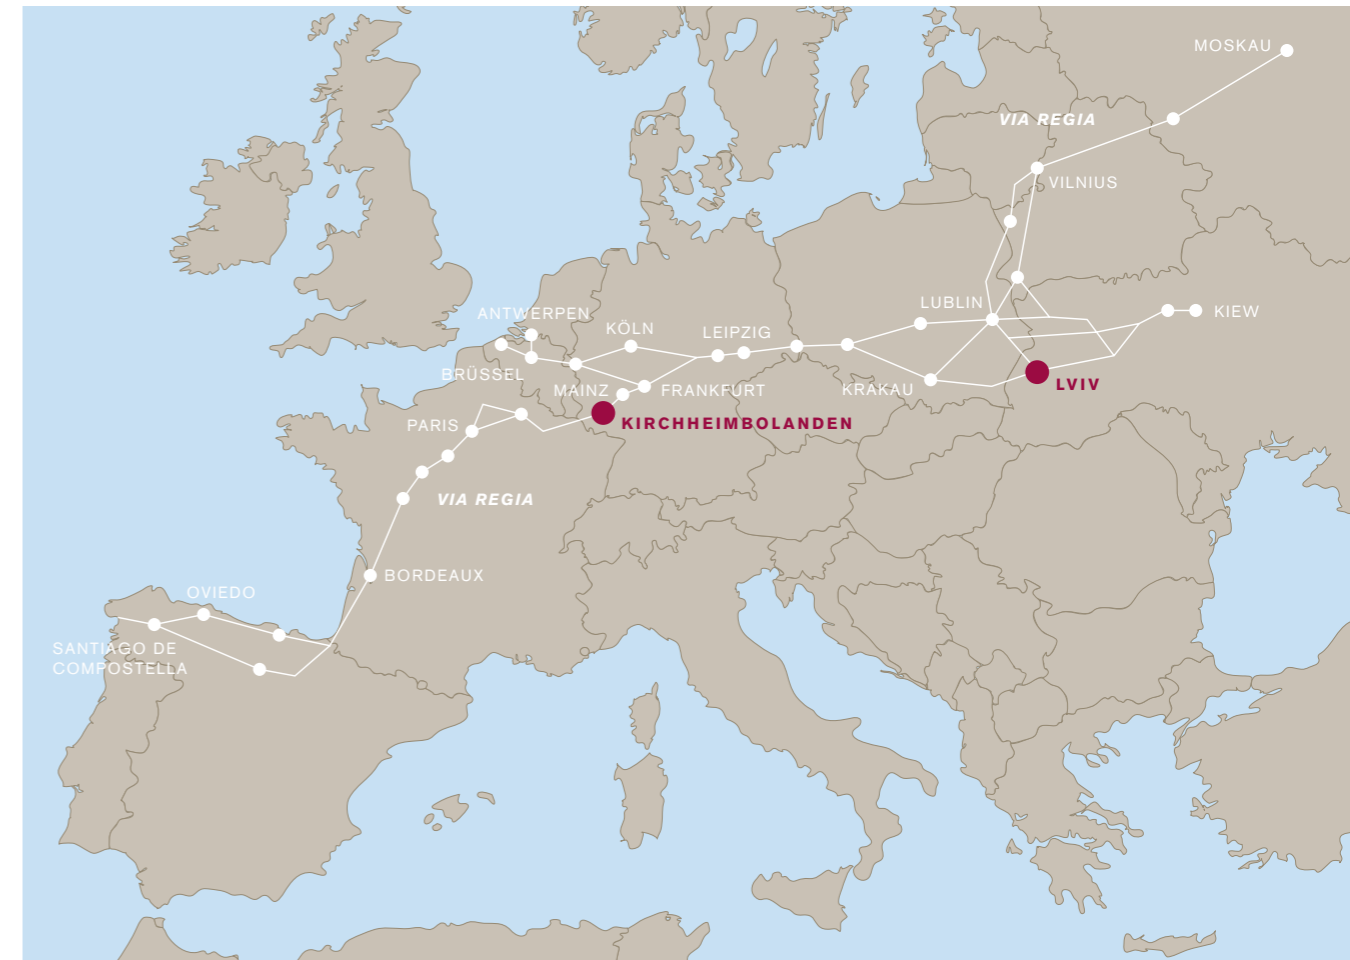 MOSKAU
VIA REGIA
VILNIUS
LUBLIN
KIEW
ANTWERPEN
KÖLN
LEIPZIG
BRÜSSEL
MAINZ
FRANKFURT
KRAKAU
LVIV
PARIS
KIRCHHEIMBOLANDEN
VIA REGIA
BORDEAUX
OVIEDO
SANTIAGO DE
COMPOSTELLA